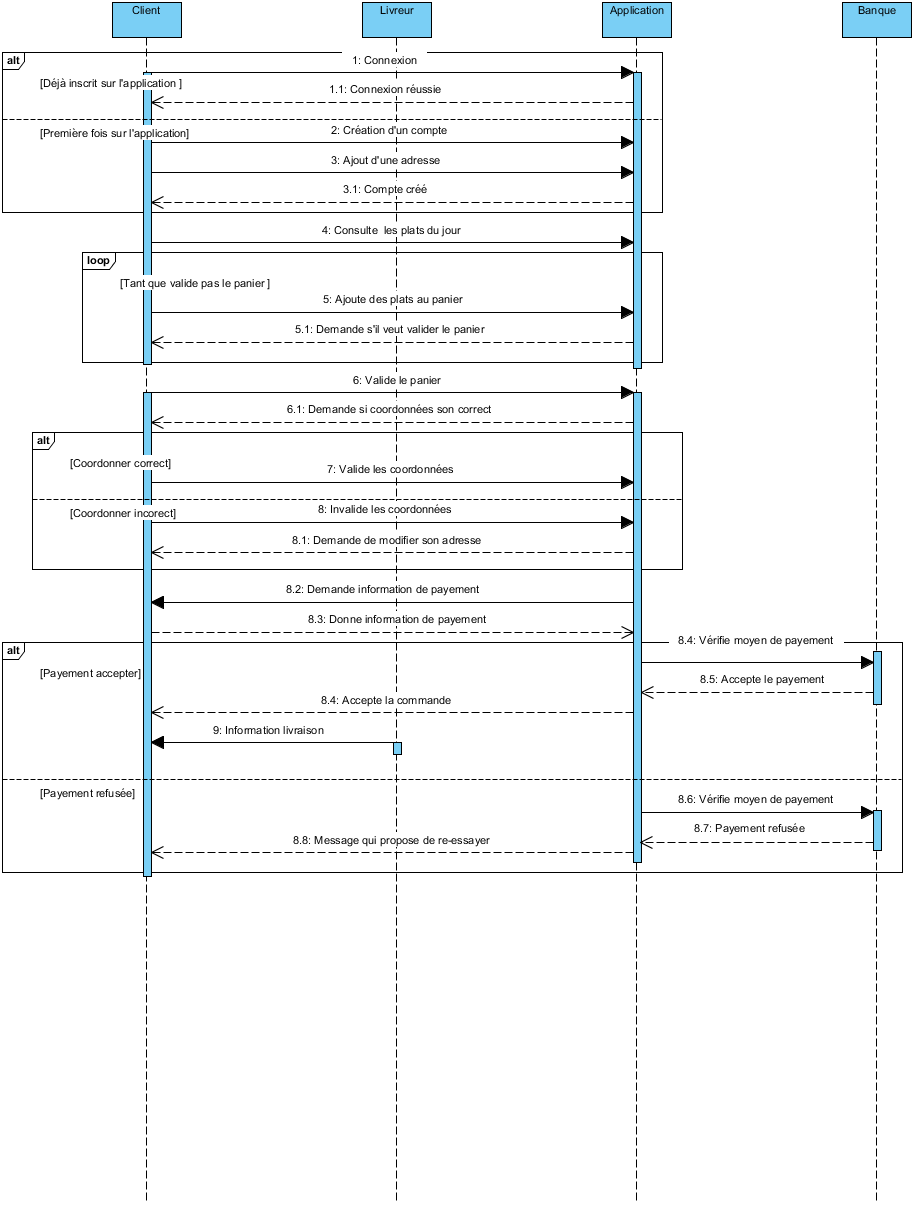 Client
Livreur
Application
Banque
alt
1: Connexion
[Déjà inscrit sur l'application ]
1.1: Connexion réussie
[Première fois sur l'application]
2: Création d'un compte
3: Ajout d'une adresse
3.1: Compte créé
4: Consulte les plats du jour
loop
[Tant que valide pas le panier ]
5: Ajoute des plats au panier
5.1: Demande s'il veut valider le panier
6: Valide le panier
6.1: Demande si coordonnées son correct
alt
[Coordonner correct]
7: Valide les coordonnées
[Coordonner incorect]
8: Invalide les coordonnées
8.1: Demande de modifier son adresse
8.2: Demande information de payement
8.3: Donne information de payement
alt
8.4: Vérifie moyen de payement
[Payement accepter]
8.5: Accepte le payement
8.4: Accepte la commande
9: Information livraison
[Payement refusée]
8.6: Vérifie moyen de payement
8.7: Payement refusée
8.8: Message qui propose de re-essayer